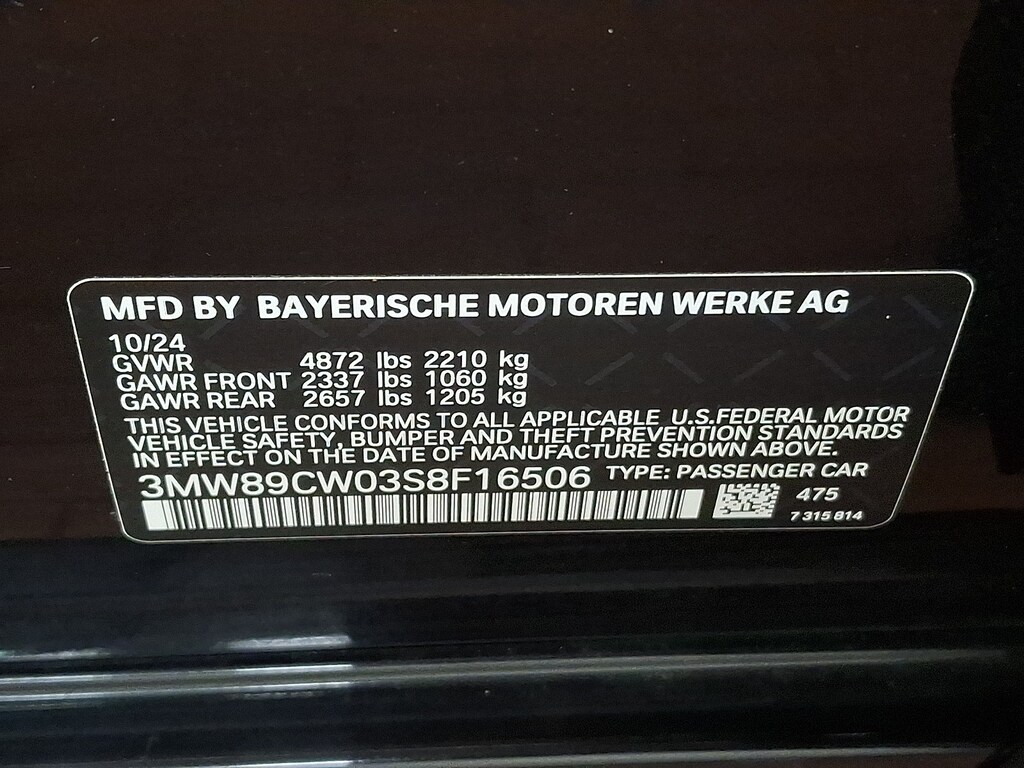 MFD BY BAYERISCHE MOTOREN WERKE AG
10/24
GVWR 4872 lbs 2210 kg
GAWR FRONT 2337 lbs 1060 kg
GAWR REAR 2657 lbs 1205 kg
THIS VEHICLE CONFORMS TO ALL APPLICABLE U.S.FEDERAL MOTOR
VEHICLE SAFETY, BUMPER AND THEFT PREVENTION STANDARDS
IN EFFECT ON THE DATE OF MANUFACTURE SHOWN ABOVE.
3MW89CW03S8F16506 TYPE: PASSENGER CAR
475
7 315 814